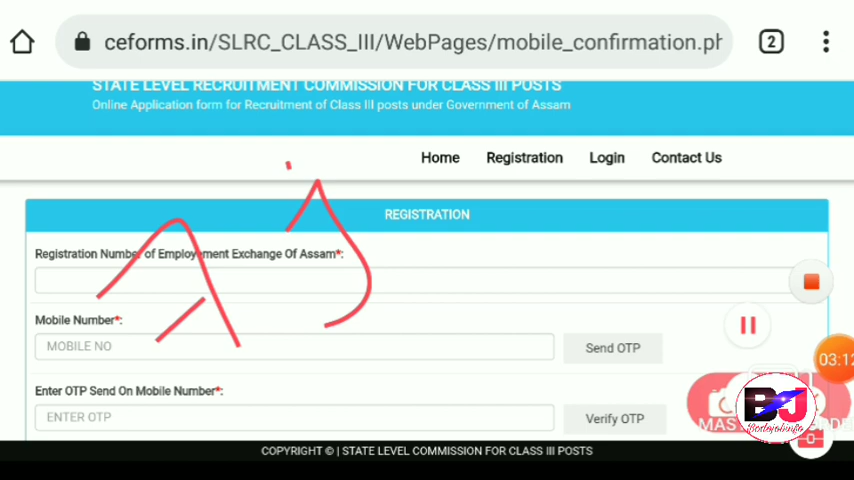 ceforms.in/SLRC_CLASS_III/WebPages/mobile_confirmation.ph
2
STATE LEVEL RECRUITMENT COMMISSION FOR CLASS III POSTS
Online Application form for Recruitment of Class III posts under Government of Assam
Home Registration Login Contact Us
REGISTRATION
Registration Number of Employement Exchange Of Assam*:
Mobile Number*:
MOBILE NO
Send OTP
03:12
Enter OTP Send On Mobile Number*:
ENTER OTP
Verify OTP
BJ
Bodojobinfo
COPYRIGHT © | STATE LEVEL COMMISSION FOR CLASS III POSTS